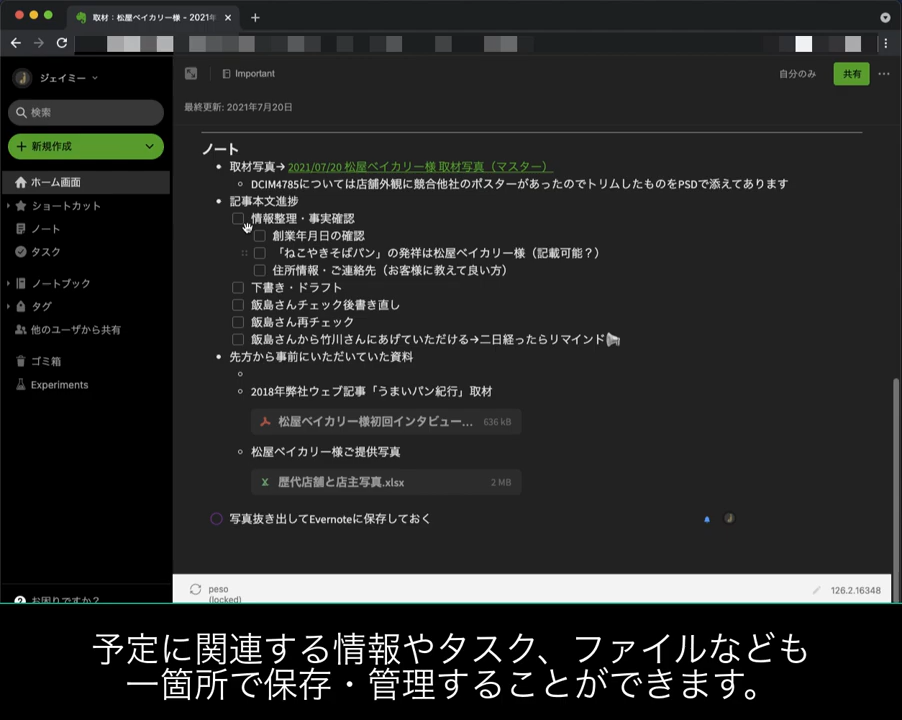 取材：松屋ベイカリー様 - 2021年
ジェイミー
Important
自分のみ
共有
検索
最終更新: 2021年7月20日
新規作成
ホーム画面
ショートカット
ノート
タスク
ノートブック
タグ
他のユーザから共有
ゴミ箱
Experiments
お困りですか?
ノート
取材写真→ 2021/07/20 松屋ベイカリー様 取材写真（マスター）
DCIM4785については店舗外観に競合他社のポスターがあったのでトリムしたものをPSDで添えてあります
記事本文進捗
情報整理・事実確認
創業年月日の確認
「ねこやきそばパン」の発祥は松屋ベイカリー様（記載可能？）
住所情報・ご連絡先（お客様に教えて良い方）
下書き・ドラフト
飯島さんチェック後書き直し
飯島さん再チェック
飯島さんから竹川さんにあげていただける→二日経ったらリマインド
先方から事前にいただいていた資料
2018年弊社ウェブ記事「うまいパン紀行」取材
松屋ベイカリー様初回インタビュー... 636 kB
松屋ベイカリー様ご提供写真
歴代店舗と店主写真.xlsx 2 MB
写真抜き出してEvernoteに保存しておく
peso
(locked)
126.2.16348
予定に関連する情報やタスク、ファイルなども
一箇所で保存・管理することができます。